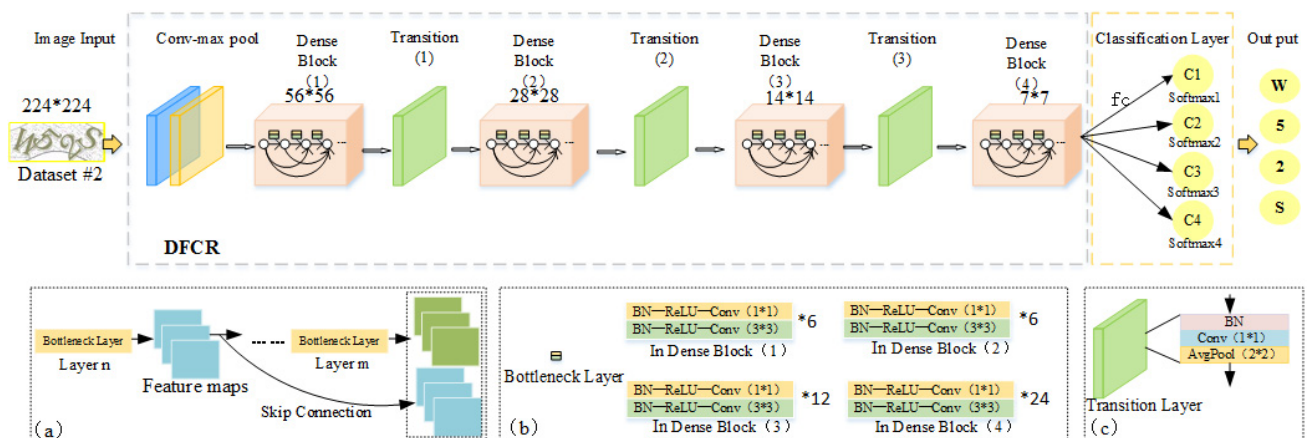 Image Input
224*224
W52S
Dataset #2
Conv-max pool
Dense
Block
(1)
56*56
Transition
(1)
Dense
Block
(2)
28*28
Transition
(2)
Dense
Block
(3)
14*14
Transition
(3)
Dense
Block
(4)
7*7
DFCR
Classification Layer
fc
C1
Softmax1
C2
Softmax2
C3
Softmax3
C4
Softmax4
Output
W
5
2
S
Bottleneck Layer
Layer n
Feature maps
... ...
Bottleneck Layer
Layer m
Skip Connection
(a)
Bottleneck Layer
(b)
BN—ReLU—Conv (1*1)
BN—ReLU—Conv (3*3)
*6
In Dense Block (1)
BN—ReLU—Conv (1*1)
BN—ReLU—Conv (3*3)
*6
In Dense Block (2)
BN—ReLU—Conv (1*1)
BN—ReLU—Conv (3*3)
*12
In Dense Block (3)
BN—ReLU—Conv (1*1)
BN—ReLU—Conv (3*3)
*24
In Dense Block (4)
BN
Conv (1*1)
AvgPool (2*2)
Transition Layer
(c)